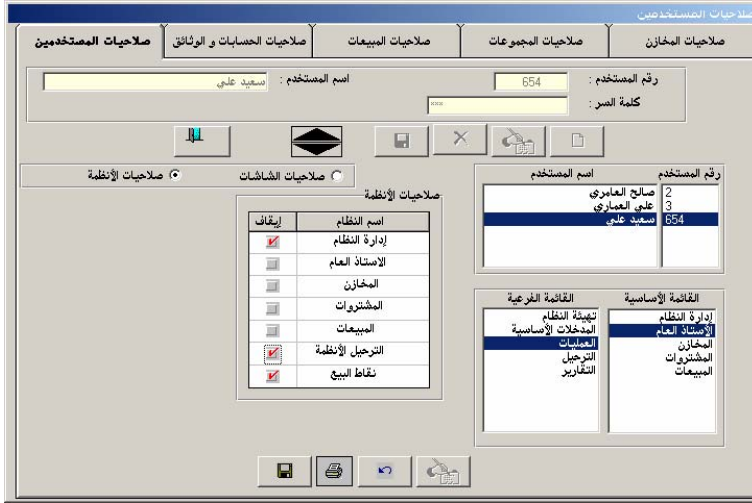 صلاحيات المستخدمين
صلاحيات المخازن
صلاحيات المجموعات
صلاحيات المبيعات
صلاحيات الحسابات و الوثائق
صلاحيات المستخدمين
رقم المستخدم : 654
اسم المستخدم : سعيد علي
كلمة السر : ***
صلاحيات الشاشات
صلاحيات الأنظمة
رقم المستخدم اسم المستخدم
2 صالح العامري
3 علي العماري
654 سعيد علي
صلاحيات الأنظمة
اسم النظام إيقاف
إدارة النظام
الاستاذ العام
المخازن
المشتروات
المبيعات
الترحيل الأنظمة
نقاط البيع
القائمة الأساسية
إدارة النظام
الأستاذ العام
المخازن
المشتروات
المبيعات
القائمة الفرعية
تهيئة النظام
المدخلات الأساسية
العمليات
الترحيل
التقارير